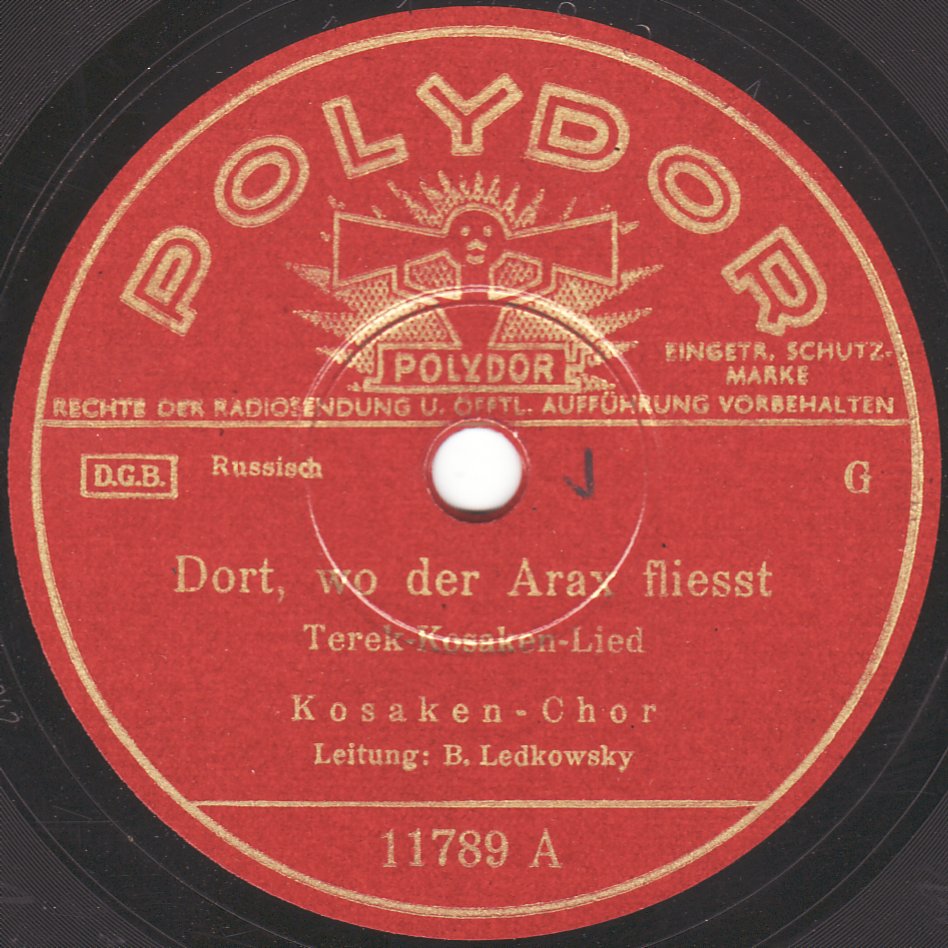 POLYDOR
POLYDOR
EINGETR. SCHUTZ-
MARKE
RECHTE DER RADIOSENDUNG U. ÖFFTL. AUFFÜHRUNG VORBEHALTEN
D.G.B. Russisch G
Dort, wo der Arax fliesst
Terek-Kosaken-Lied
Kosaken-Chor
Leitung: B. Ledkowsky
11789 A